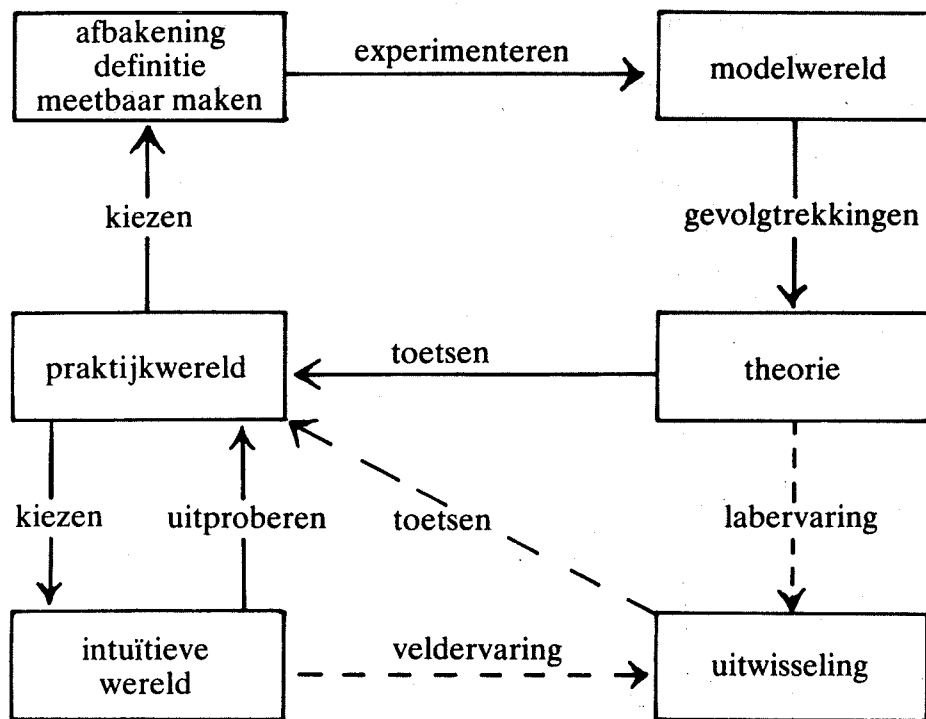 afbakening
definitie
meetbaar maken
experimenteren
modelwereld
kiezen
gevolgtrekkingen
praktijkwereld
toetsen
theorie
kiezen
uitproberen
toetsen
labervaring
intuïtieve
wereld
veldervaring
uitwisseling